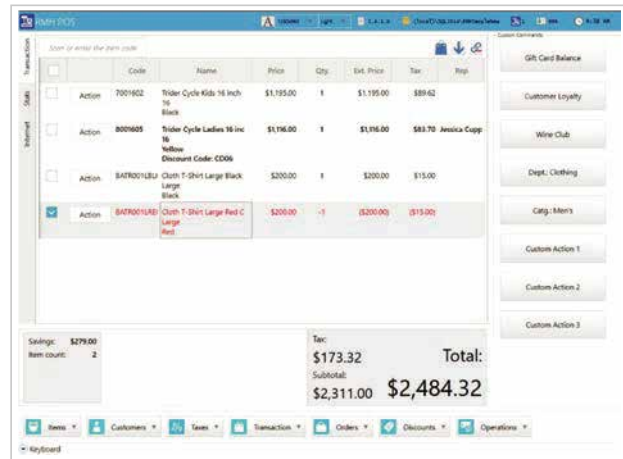 RMH POS
Custom Commands
Transaction
Stats
Internet
Scan or enter the item code
Code Name Price Qty. Ext. Price Tax Rep
Action 7001602 Trider Cycle Kids 16 Inch $1,195.00 1 $1,195.00 $89.62
16
Black
Action 8001605 Trider Cycle Ladies 16 inc $1,116.00 1 $1,116.00 $83.70 Jessica Cupp
16
Yellow
Discount Code: CD06
Action Cloth T-Shirt Large Black $200.00 1 $200.00 $15.00
Large
Black
Action Cloth T-Shirt Large Red C $200.00 -1 ($200.00) ($15.00)
Large
Red
Gift Card Balance
Customer Loyalty
Wine Club
Dept.: Clothing
Catg.: Men's
Custom Action 1
Custom Action 2
Custom Action 3
Savings: $279.00
Item count: 2
Tax:
$173.32
Subtotal:
$2,311.00
Total:
$2,484.32
Items Customers Taxes Transaction Orders Discounts Operations
Keyboard